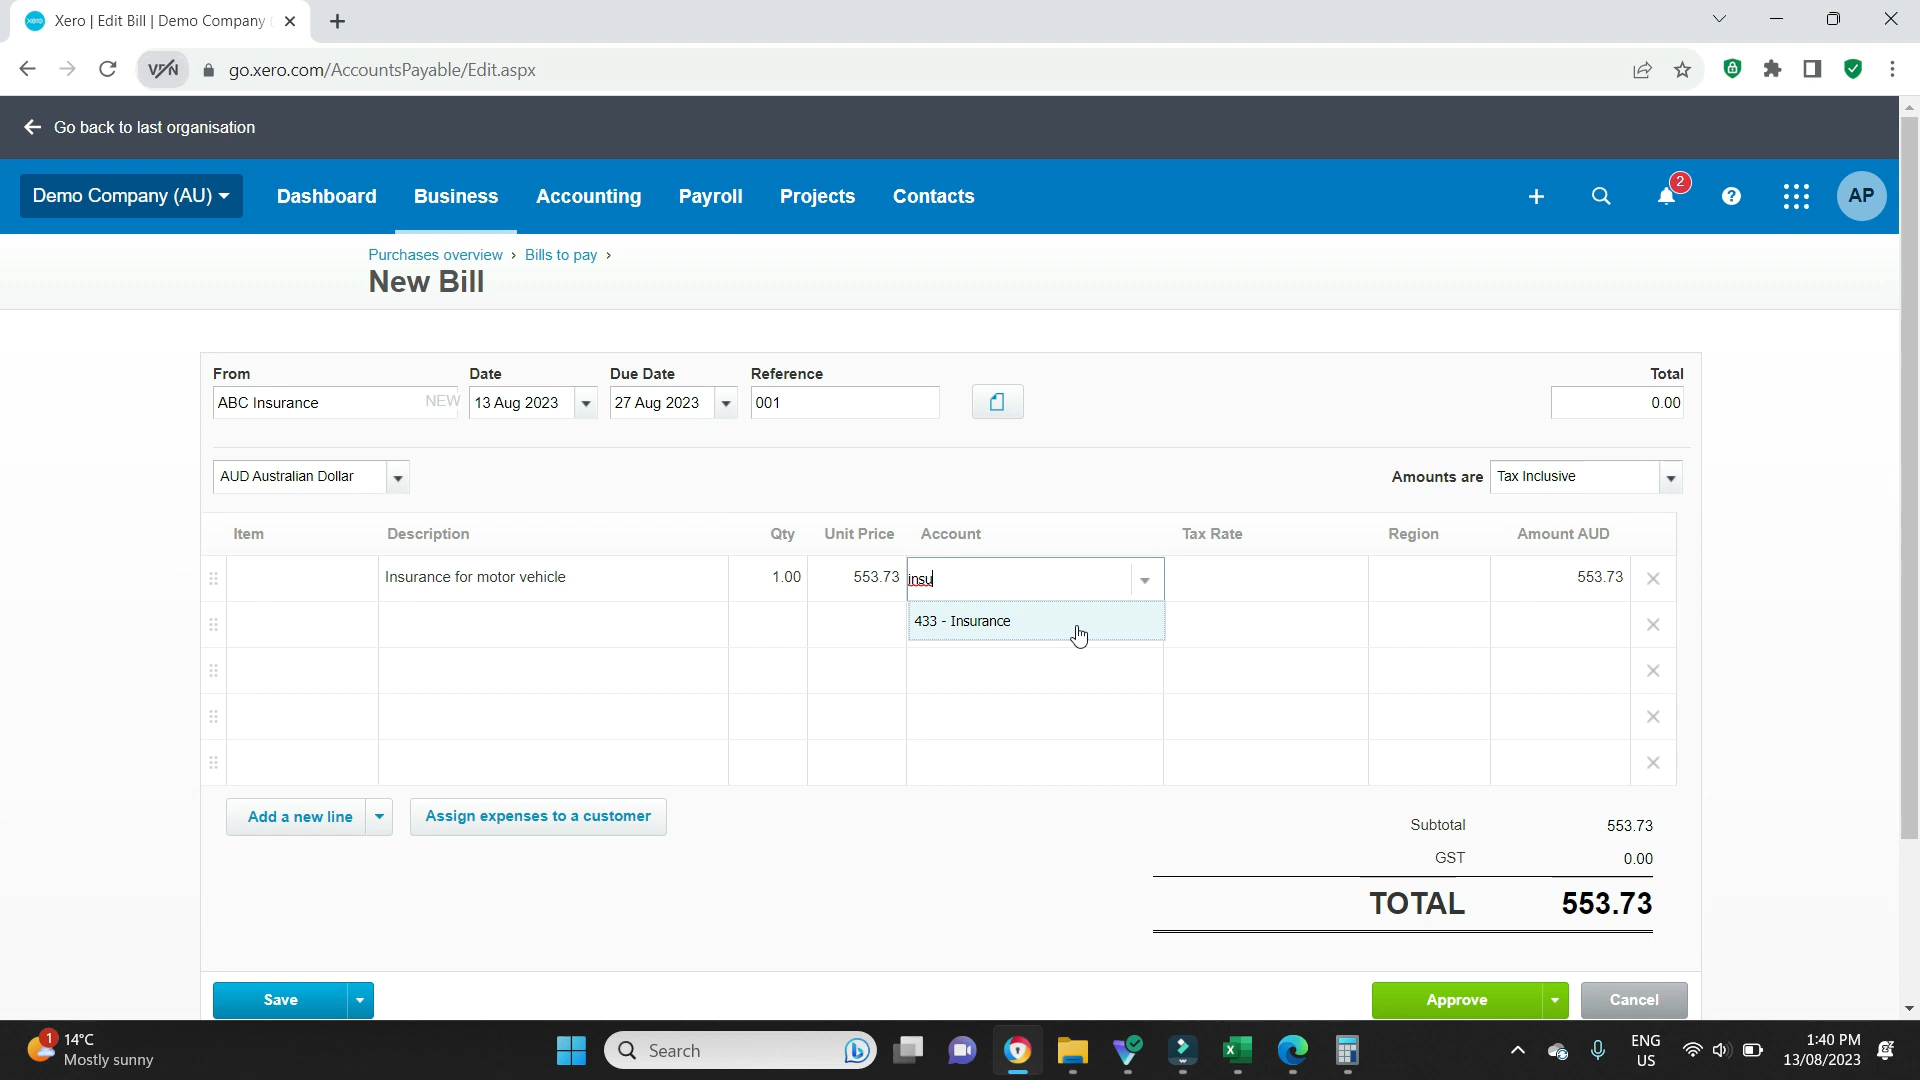 Xero | Edit Bill | Demo Company
go.xero.com/AccountsPayable/Edit.aspx
Go back to last organisation
Demo Company (AU) Dashboard Business Accounting Payroll Projects Contacts 2 AP
Purchases overview › Bills to pay ›
New Bill
From Date Due Date Reference Total
ABC Insurance NEW 13 Aug 2023 27 Aug 2023 001 0.00
AUD Australian Dollar Amounts are Tax Inclusive
Item Description Qty Unit Price Account Tax Rate Region Amount AUD
Insurance for motor vehicle 1.00 553.73 insu 553.73
433 - Insurance
Add a new line Assign expenses to a customer
Subtotal 553.73
GST 0.00
TOTAL 553.73
Save Approve Cancel
1 14°C
Mostly sunny
Search
ENG
US
1:40 PM
13/08/2023